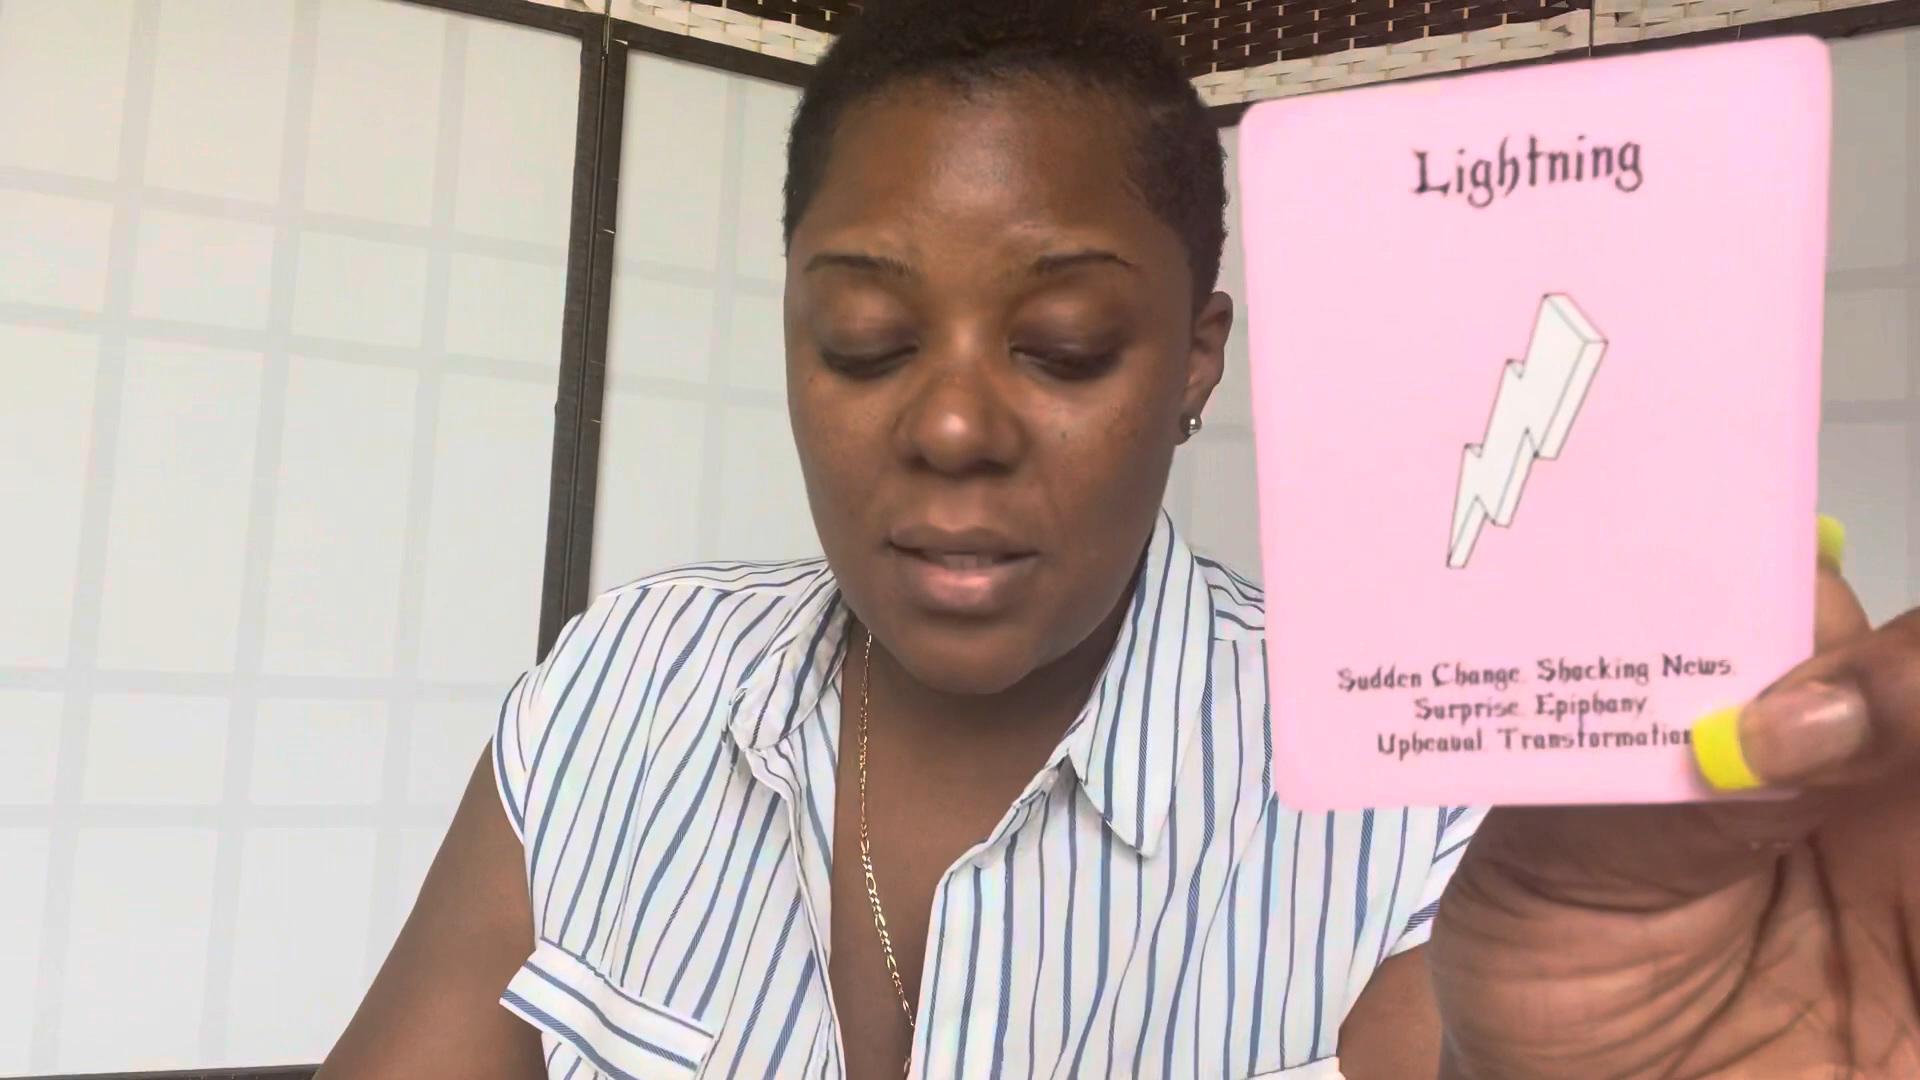 Lightning
Sudden Change. Shocking News.
Surprise. Epiphany
Upheaval. Transformation